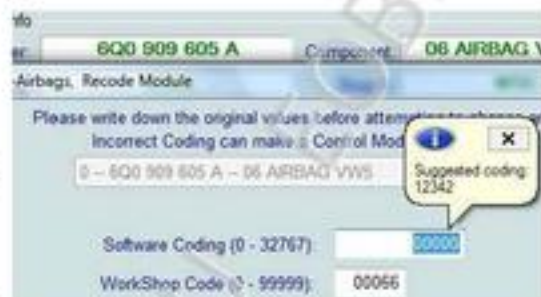 nfo
er: 6Q0 909 605 A Component: 06 AIRBAG V
-Airbags, Recode Module
Please write down the original values before attempting to change
Incorrect Coding can make Control Mod
0 -- 6Q0 909 605 A -- 06 AIRBAG VW5
Suggested coding:
12342
Software Coding (0 - 32767): 00000
WorkShop Code (0 - 99999): 00066